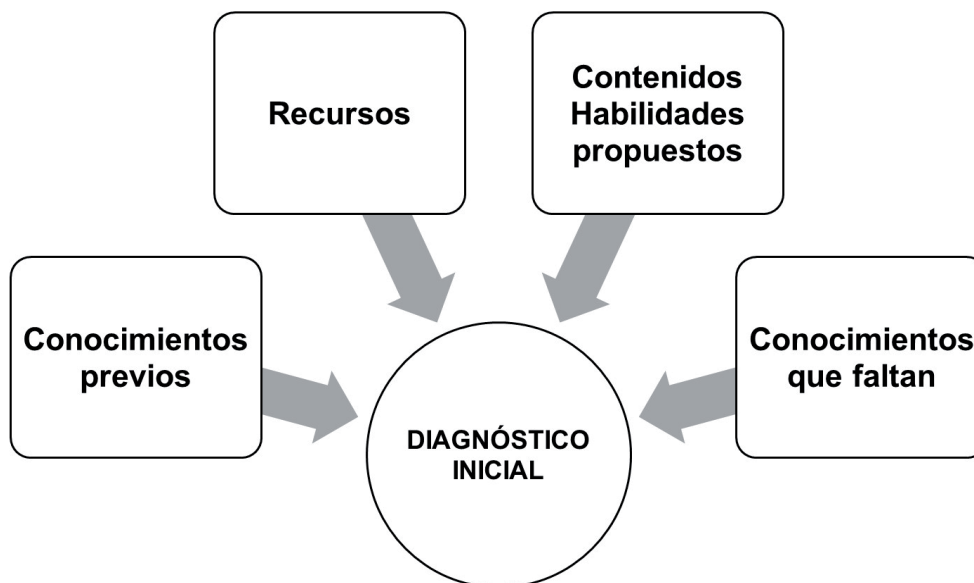 Recursos
Contenidos
Habilidades
propuestos
Conocimientos
previos
Conocimientos
que faltan
DIAGNÓSTICO
INICIAL